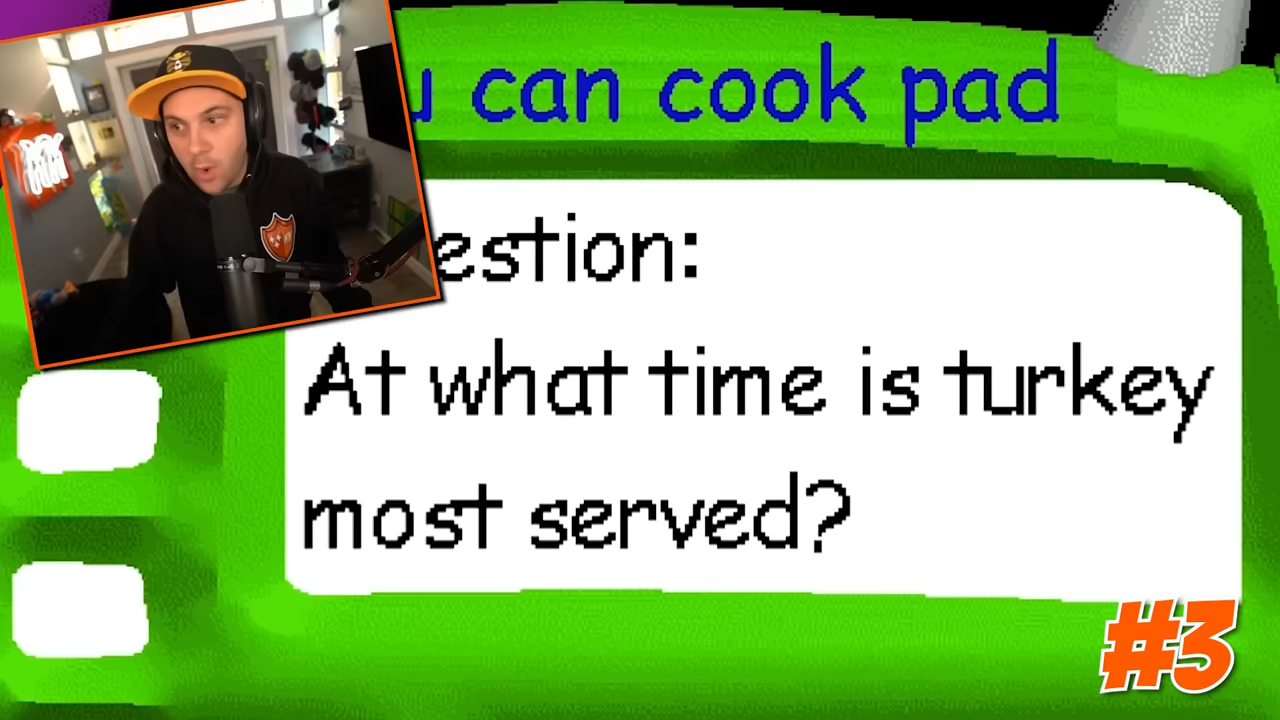 can cook pad
estion:
At what time is turkey
most served?
#3